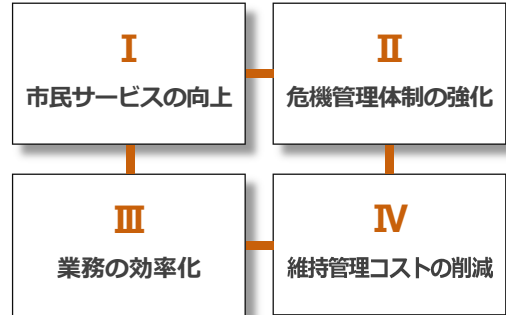 Ⅰ
市民サービスの向上
Ⅱ
危機管理体制の強化
Ⅲ
業務の効率化
Ⅳ
維持管理コストの削減